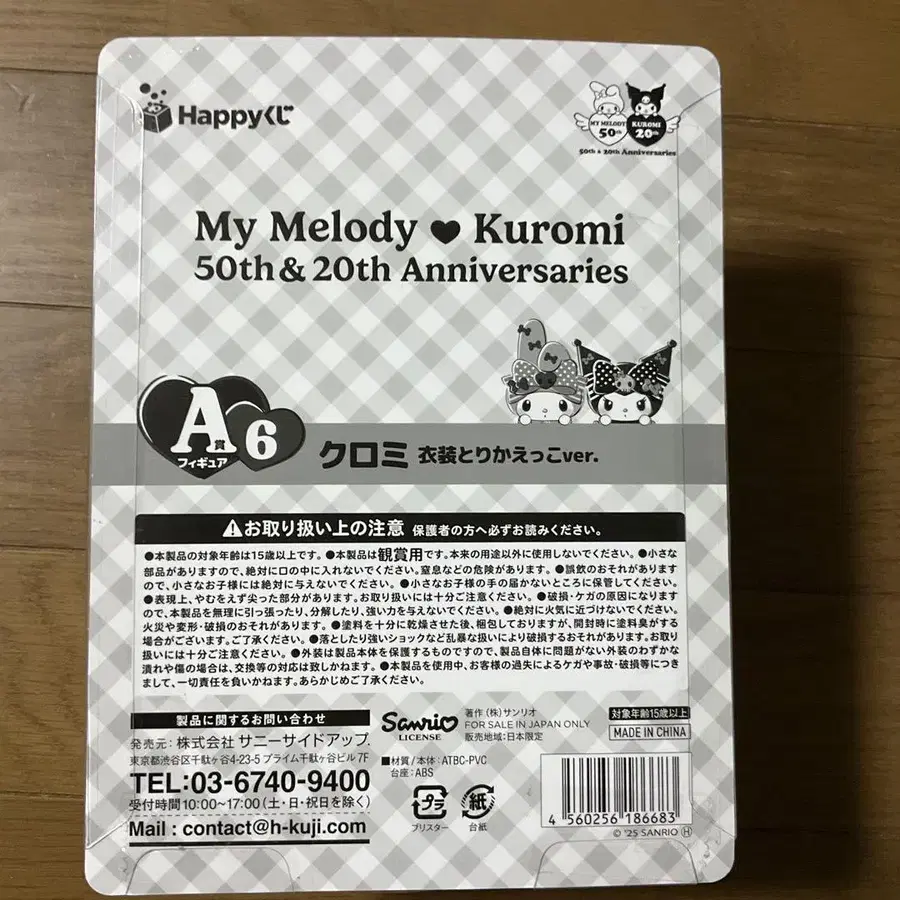 Happyくじ
MY MELODY 50th
KUROMI 20th
50th & 20th Anniversaries
My Melody ♥ Kuromi
50th & 20th Anniversaries
A賞
フィギュア
6
クロミ 衣装とりかえっこver.
⚠お取り扱い上の注意 保護者の方へ必ずお読みください。
●本製品の対象年齢は15歳以上です。●本製品は観賞用です。本来の用途以外に使用しないでください。●小さな
部品がありますので、絶対に口の中に入れないでください。窒息などの危険があります。●誤飲のおそれがあります
ので、小さなお子様には絶対に与えないでください。●小さなお子様の手の届かないところに保管してください。
●表現上、やむをえず尖った部分があります。お取り扱いには十分ご注意ください。●破損・ケガの原因になります
ので、本製品を無理に引っ張ったり、分解したり、強い力を与えないでください。●絶対に火気に近づけないでください。
火災や変形・破損のおそれがあります。●塗料を十分に乾燥させた後、梱包しておりますが、開封時に塗料臭がする
場合がございます。ご了承ください。●落としたり強いショックなど乱暴な扱いにより破損するおそれがあります。お取り
扱いには十分ご注意ください。●外装は製品本体を保護するものですので、製品自体に問題がない外装のわずかな
潰れや傷の場合は、交換等の対応は致しかねます。●本製品を使用中、お客様の過失によるケガや事故・破損等につき
まして、一切責任を負いかねます。あらかじめご了承ください。
製品に関するお問い合わせ
発売元：株式会社 サニーサイドアップ
東京都渋谷区千駄ヶ谷4-23-5 プライム千駄ヶ谷ビル 7F
TEL:03-6740-9400
受付時間10:00~17:00(土・日・祝日を除く)
Mail : contact@h-kuji.com
Sanrio
LICENSE
著作 (株)サンリオ
FOR SALE IN JAPAN ONLY
販売地域:日本限定
対象年齢15歳以上
MADE IN CHINA
■材質/本体:ATBC-PVC
台座:ABS
プラ
ブリスター
紙
台紙
4 560256 186683
© '25 SANRIO Ⓗ